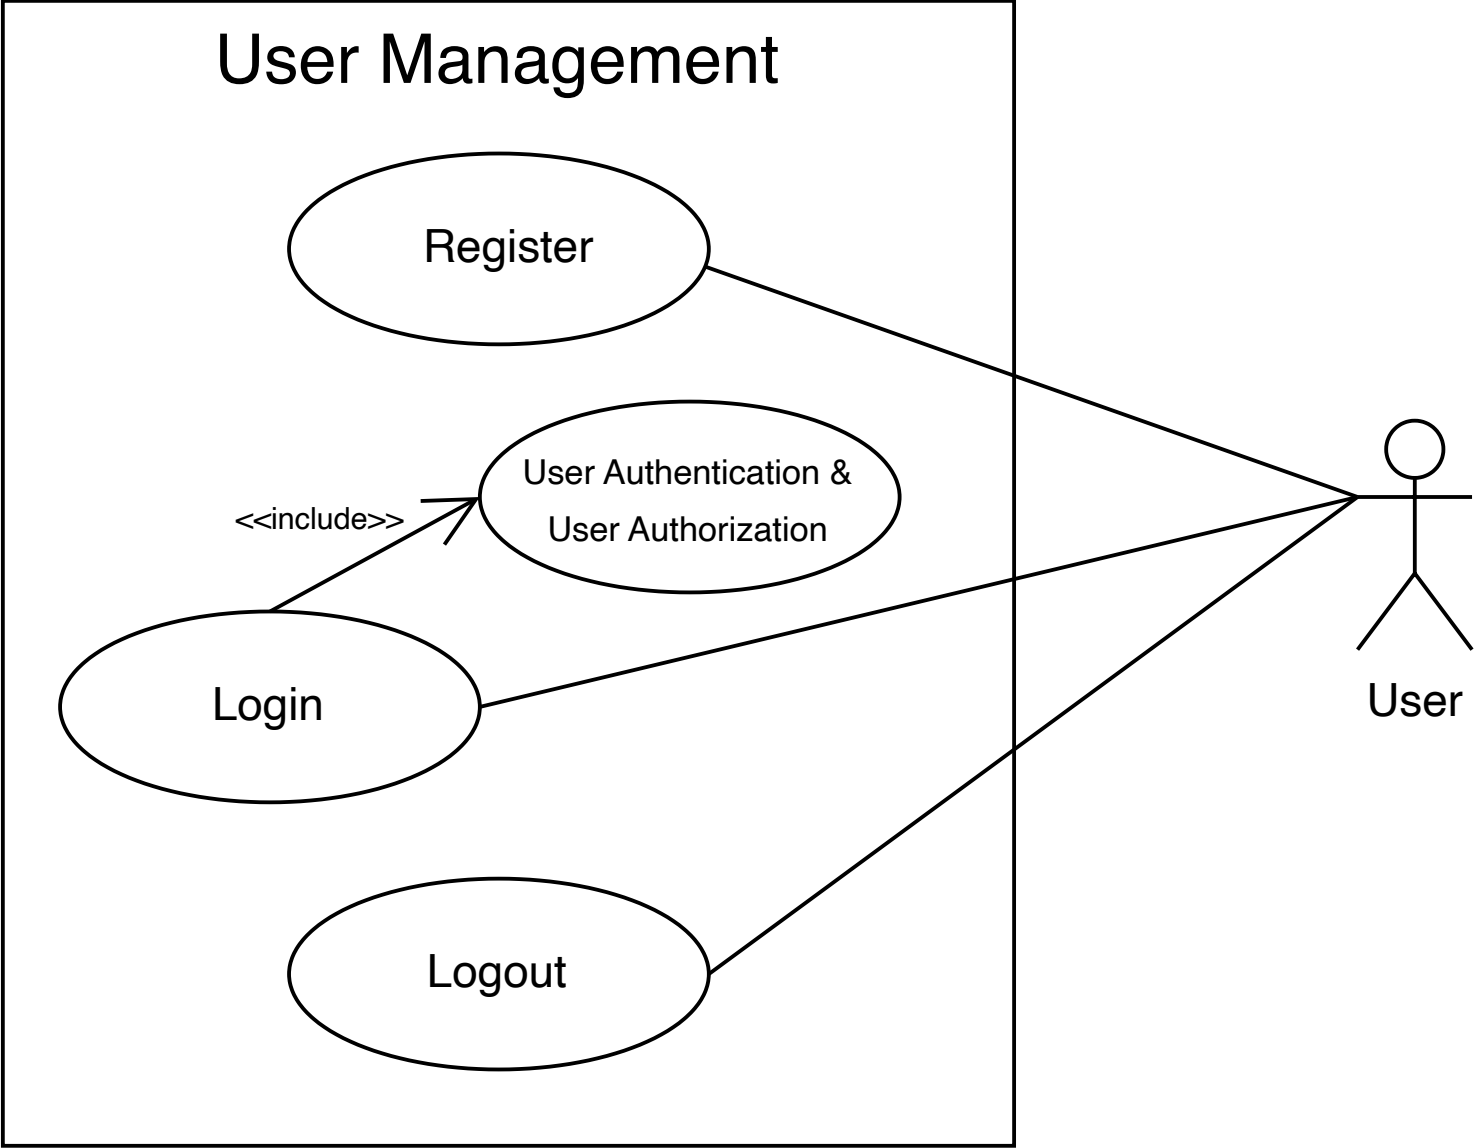 User Management
Register
User Authentication &
User Authorization
<<include>>
Login
User
Logout